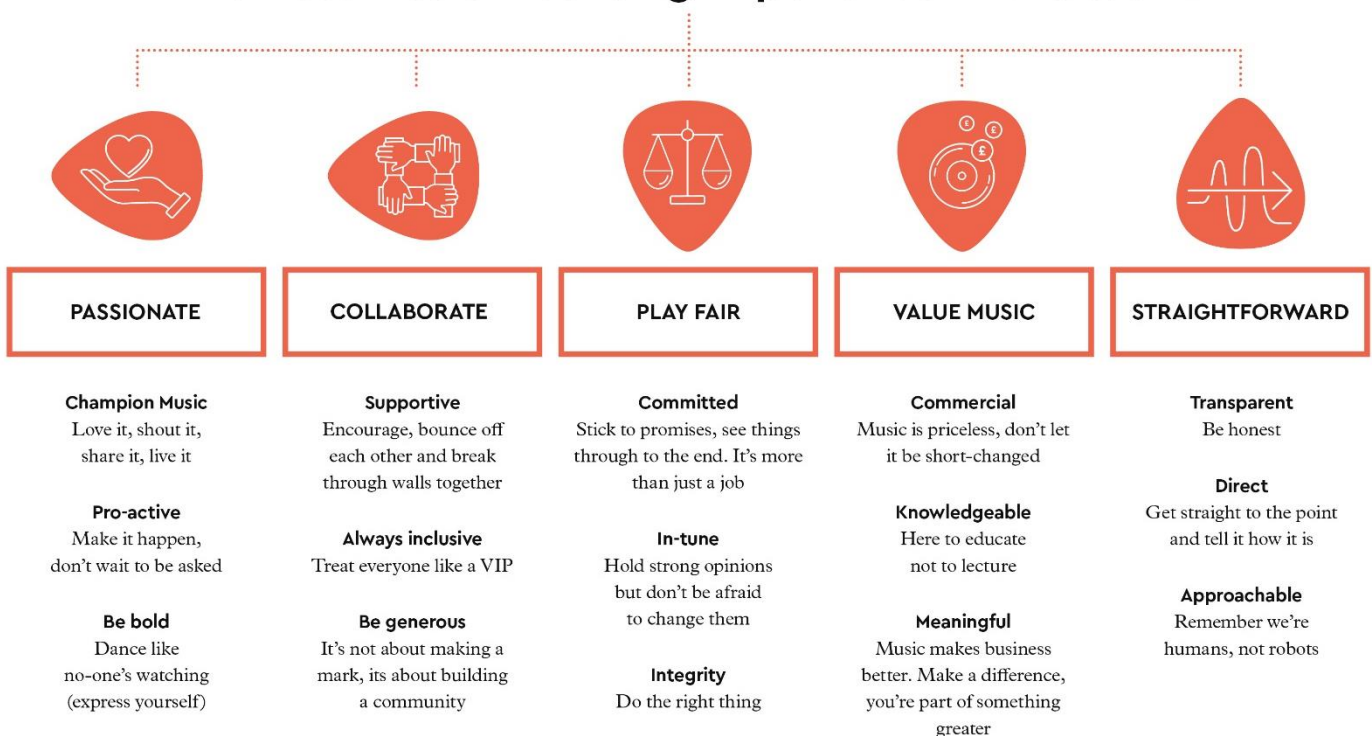 £
£
£
PASSIONATE
Champion Music
Love it, shout it,
share it, live it
Pro-active
Make it happen,
don't wait to be asked
Be bold
Dance like
no-one's watching
(express yourself)
COLLABORATE
Supportive
Encourage, bounce off
each other and break
through walls together
Always inclusive
Treat everyone like a VIP
Be generous
It's not about making a
mark, its about building
a community
PLAY FAIR
Committed
Stick to promises, see things
through to the end. It's more
than just a job
In-tune
Hold strong opinions
but don't be afraid
to change them
Integrity
Do the right thing
VALUE MUSIC
Commercial
Music is priceless, don't let
it be short-changed
Knowledgeable
Here to educate
not to lecture
Meaningful
Music makes business
better. Make a difference,
you're part of something
greater
STRAIGHTFORWARD
Transparent
Be honest
Direct
Get straight to the point
and tell it how it is
Approachable
Remember we're
humans, not robots